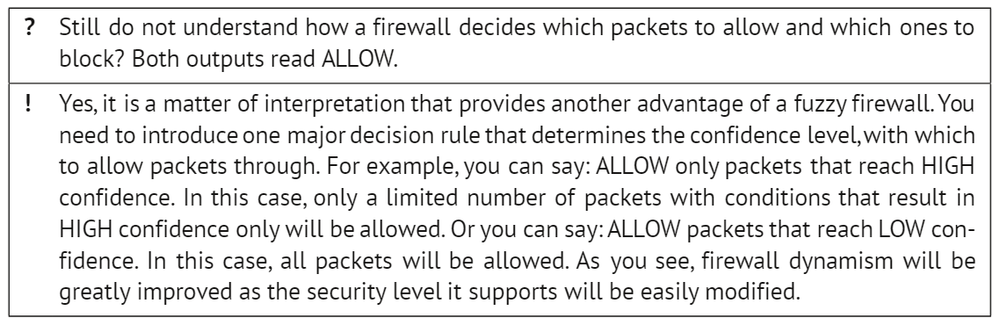 ? Still do not understand how a firewall decides which packets to allow and which ones to
block? Both outputs read ALLOW.
! Yes, it is a matter of interpretation that provides another advantage of a fuzzy firewall. You
need to introduce one major decision rule that determines the confidence level, with which
to allow packets through. For example, you can say: ALLOW only packets that reach HIGH
confidence. In this case, only a limited number of packets with conditions that result in
HIGH confidence only will be allowed. Or you can say: ALLOW packets that reach LOW con-
fidence. In this case, all packets will be allowed. As you see, firewall dynamism will be
greatly improved as the security level it supports will be easily modified.